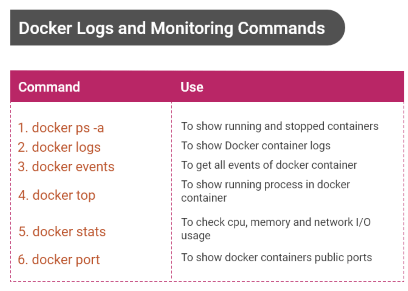 Docker Logs and Monitoring Commands
Command Use
1. docker ps -a To show running and stopped containers
2. docker logs To show Docker container logs
3. docker events To get all events of docker container
4. docker top To show running process in docker
container
5. docker stats To check cpu, memory and network I/O
usage
6. docker port To show docker containers public ports